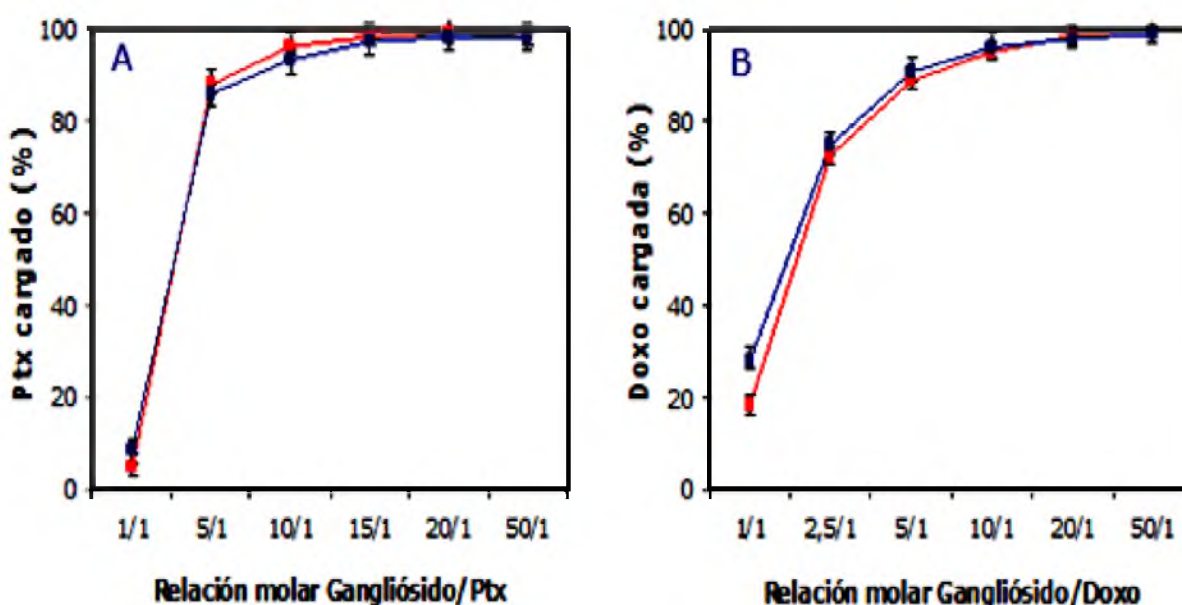 A
Ptx cargado (%)
100
80
60
40
20
0
1/1 5/1 10/1 15/1 20/1 50/1
Relación molar Gangliósido/Ptx
B
Doxo cargada (%)
100
80
60
40
20
0
1/1 2,5/1 5/1 10/1 20/1 50/1
Relación molar Gangliósido/Doxo